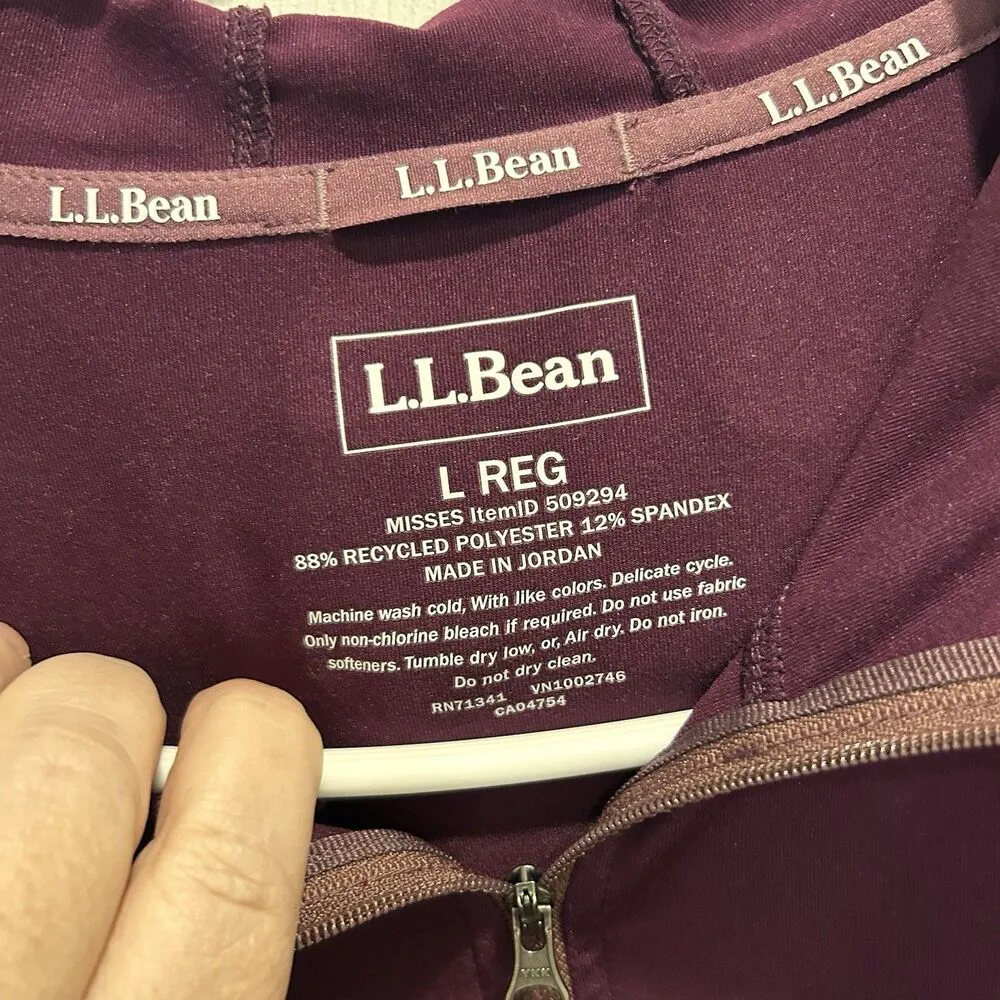 L.L.Bean L.L.Bean L.L.Bean
L.L.Bean
L REG
MISSES ItemID 509294
88% RECYCLED POLYESTER 12% SPANDEX
MADE IN JORDAN
Machine wash cold, With like colors. Delicate cycle.
Only non-chlorine bleach if required. Do not use fabric
softeners. Tumble dry low, or, Air dry. Do not iron.
Do not dry clean.
RN71341 VN1002746
CA04754
YKK